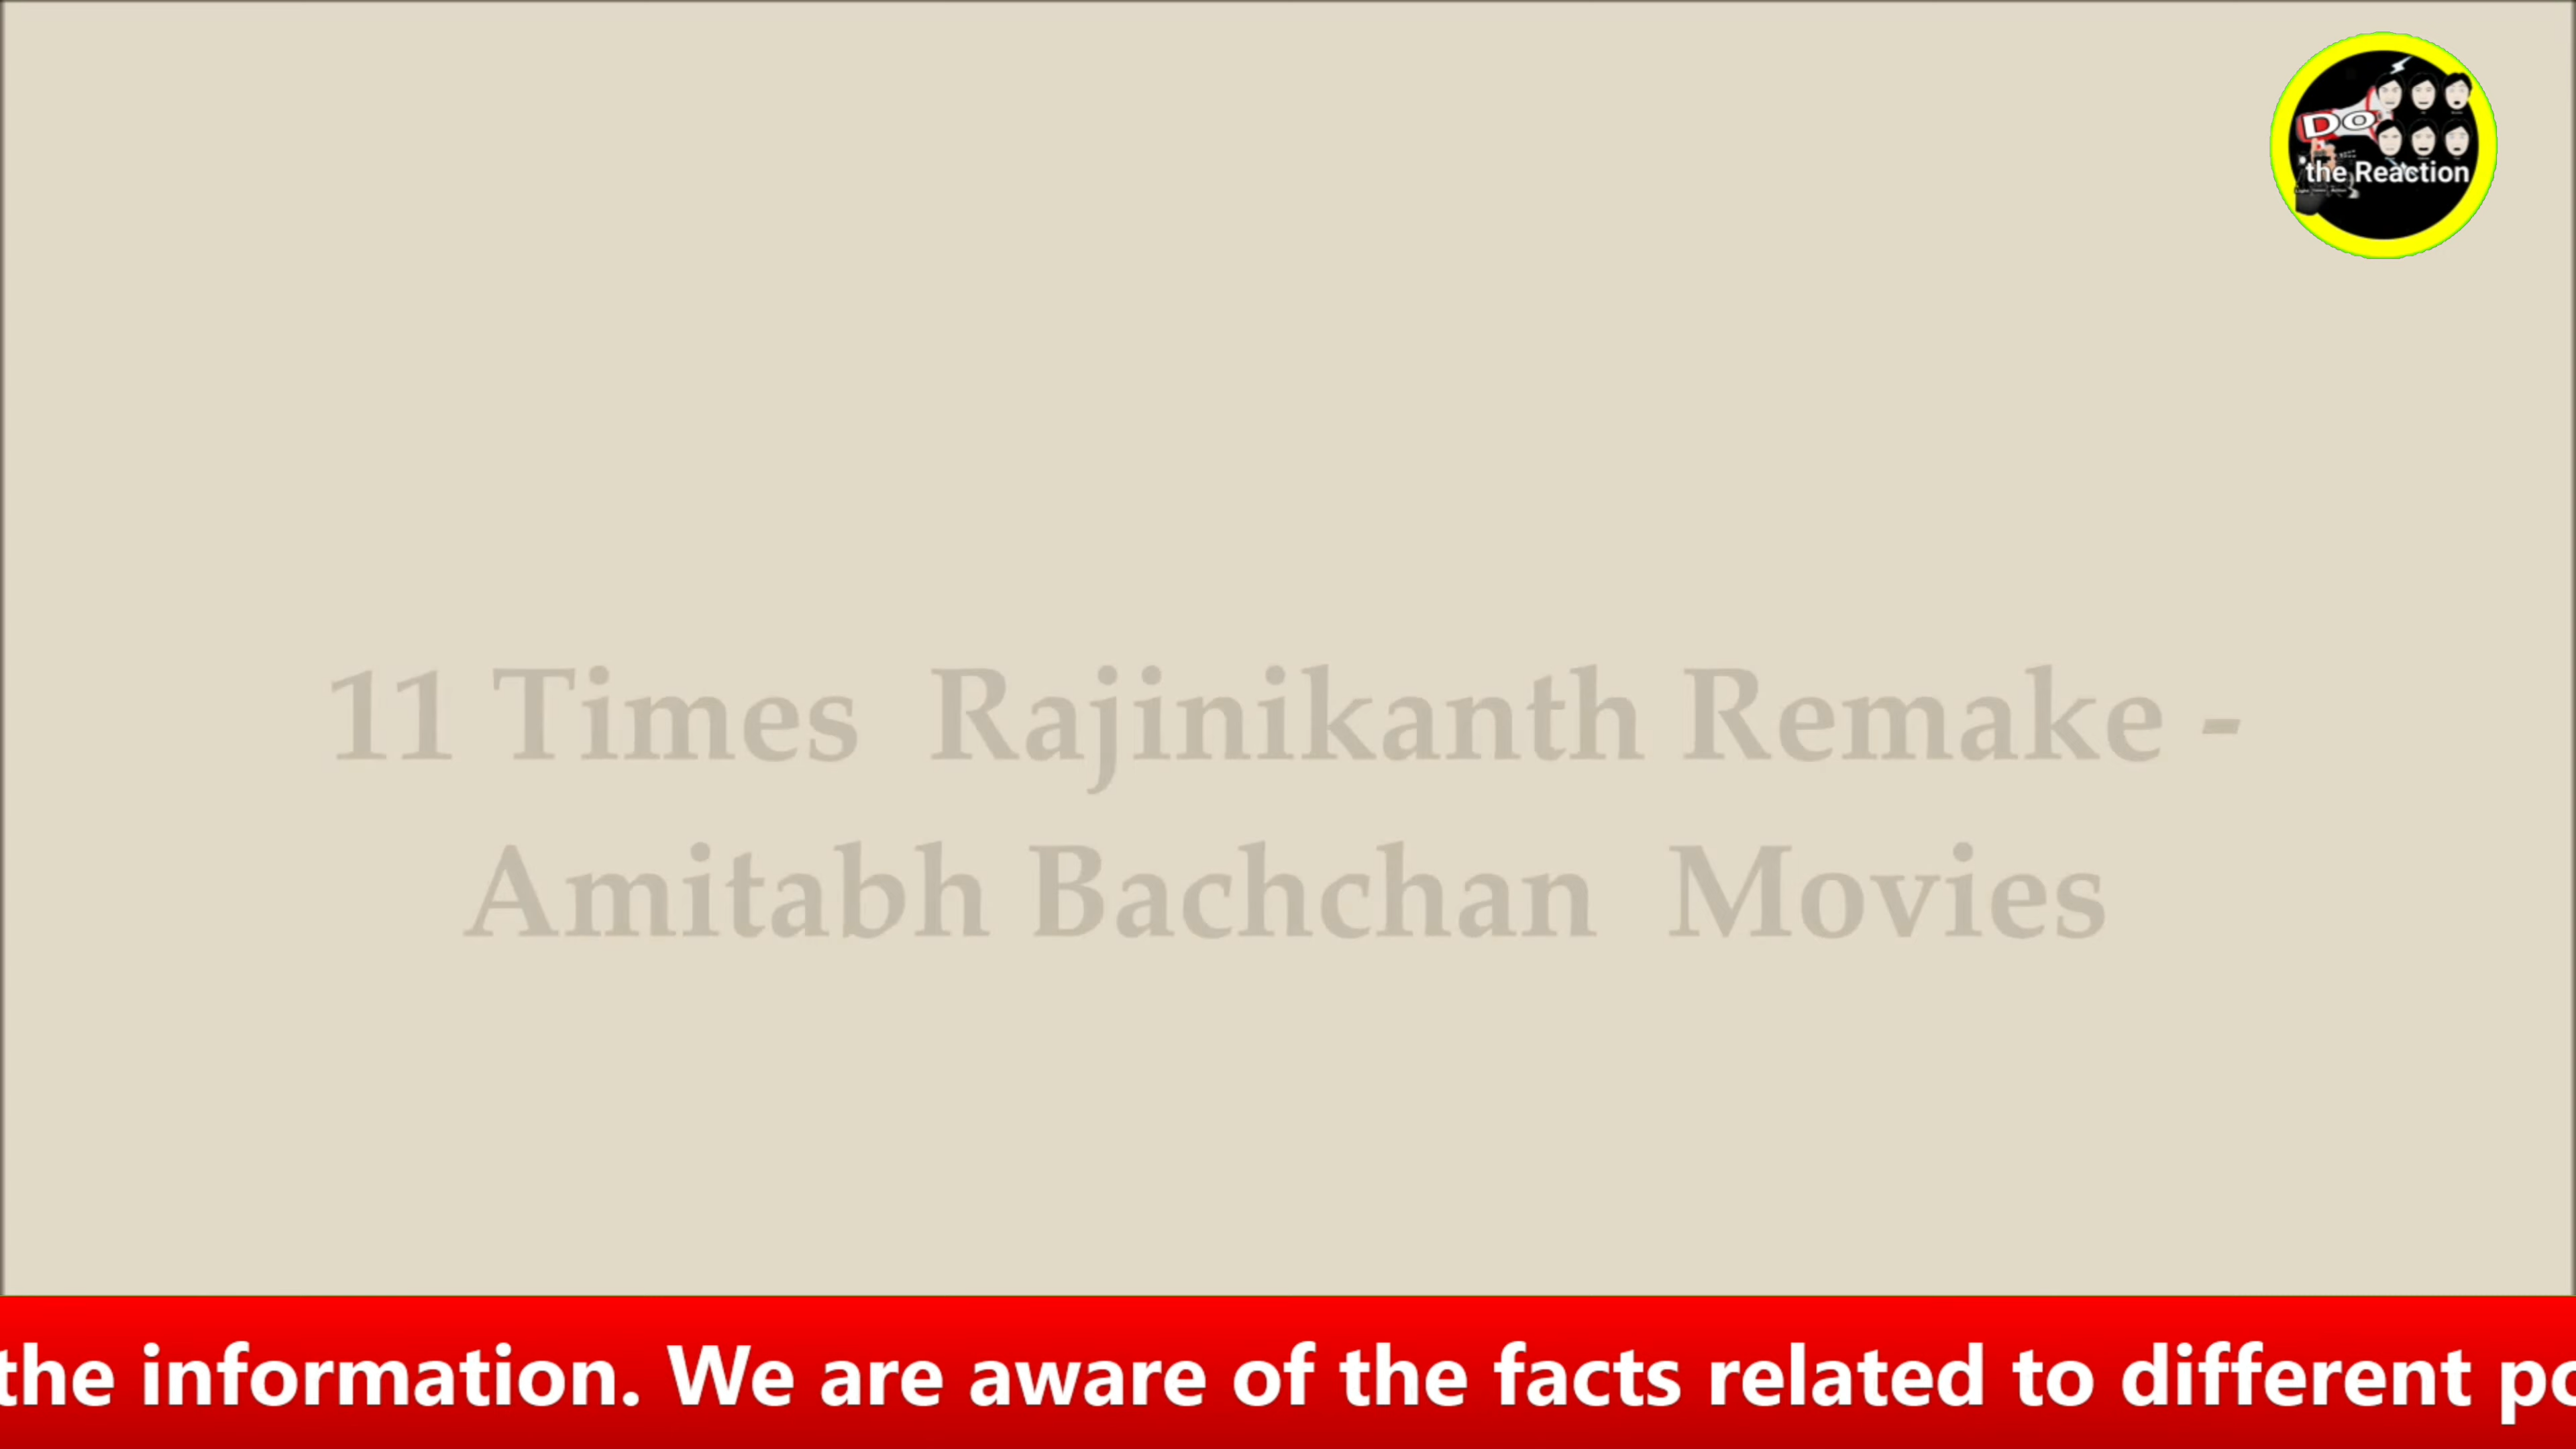 DO
the Reaction
11 Times  Rajinikanth Remake -
Amitabh Bachchan  Movies
the information. We are aware of the facts related to different